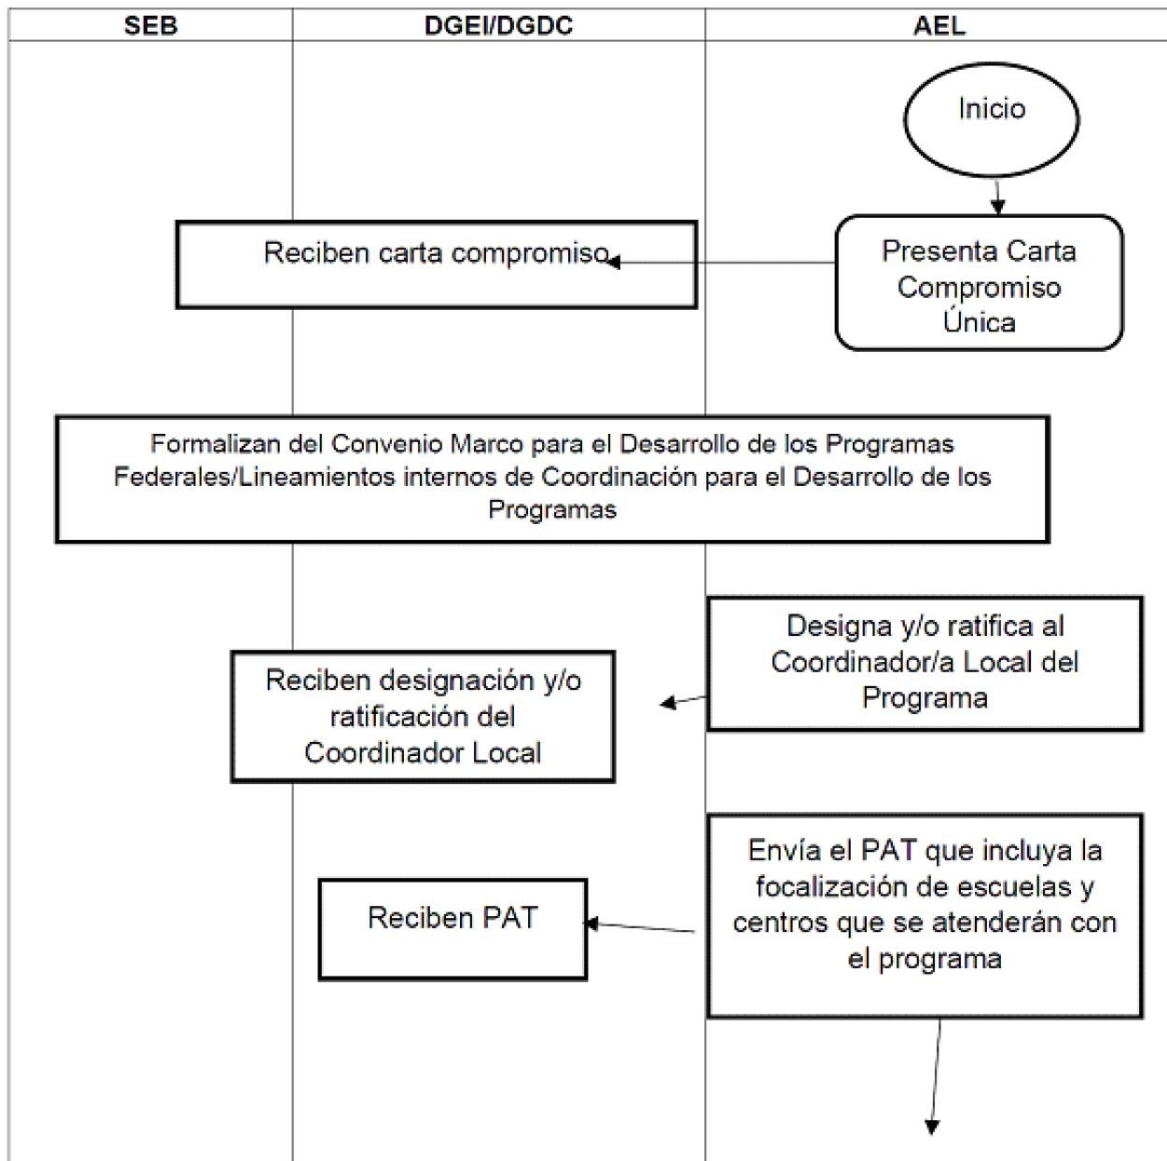 SEB
DGEI/DGDC
AEL
Inicio
Presenta Carta
Compromiso
Única
Reciben carta compromiso
Formalizan del Convenio Marco para el Desarrollo de los Programas
Federales/Lineamientos internos de Coordinación para el Desarrollo de los
Programas
Designa y/o ratifica al
Coordinador/a Local del
Programa
Reciben designación y/o
ratificación del
Coordinador Local
Envía el PAT que incluya la
focalización de escuelas y
centros que se atenderán con
el programa
Reciben PAT